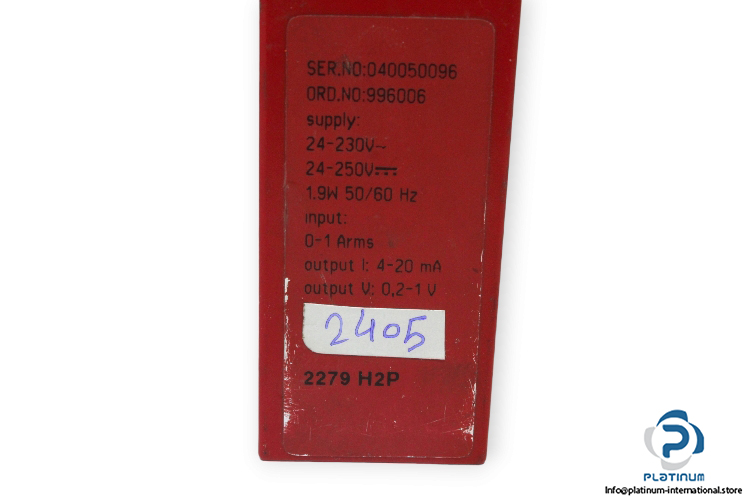 SER.NO:040050096
ORD.NO:996006
supply:
24-230V~
24-250V⎓
1.9W 50/60 Hz
input:
0-1 Arms
output I: 4-20 mA
output V: 0,2-1 V
2405
2279 H2P
PLATINUM
Info@platinum-international.store